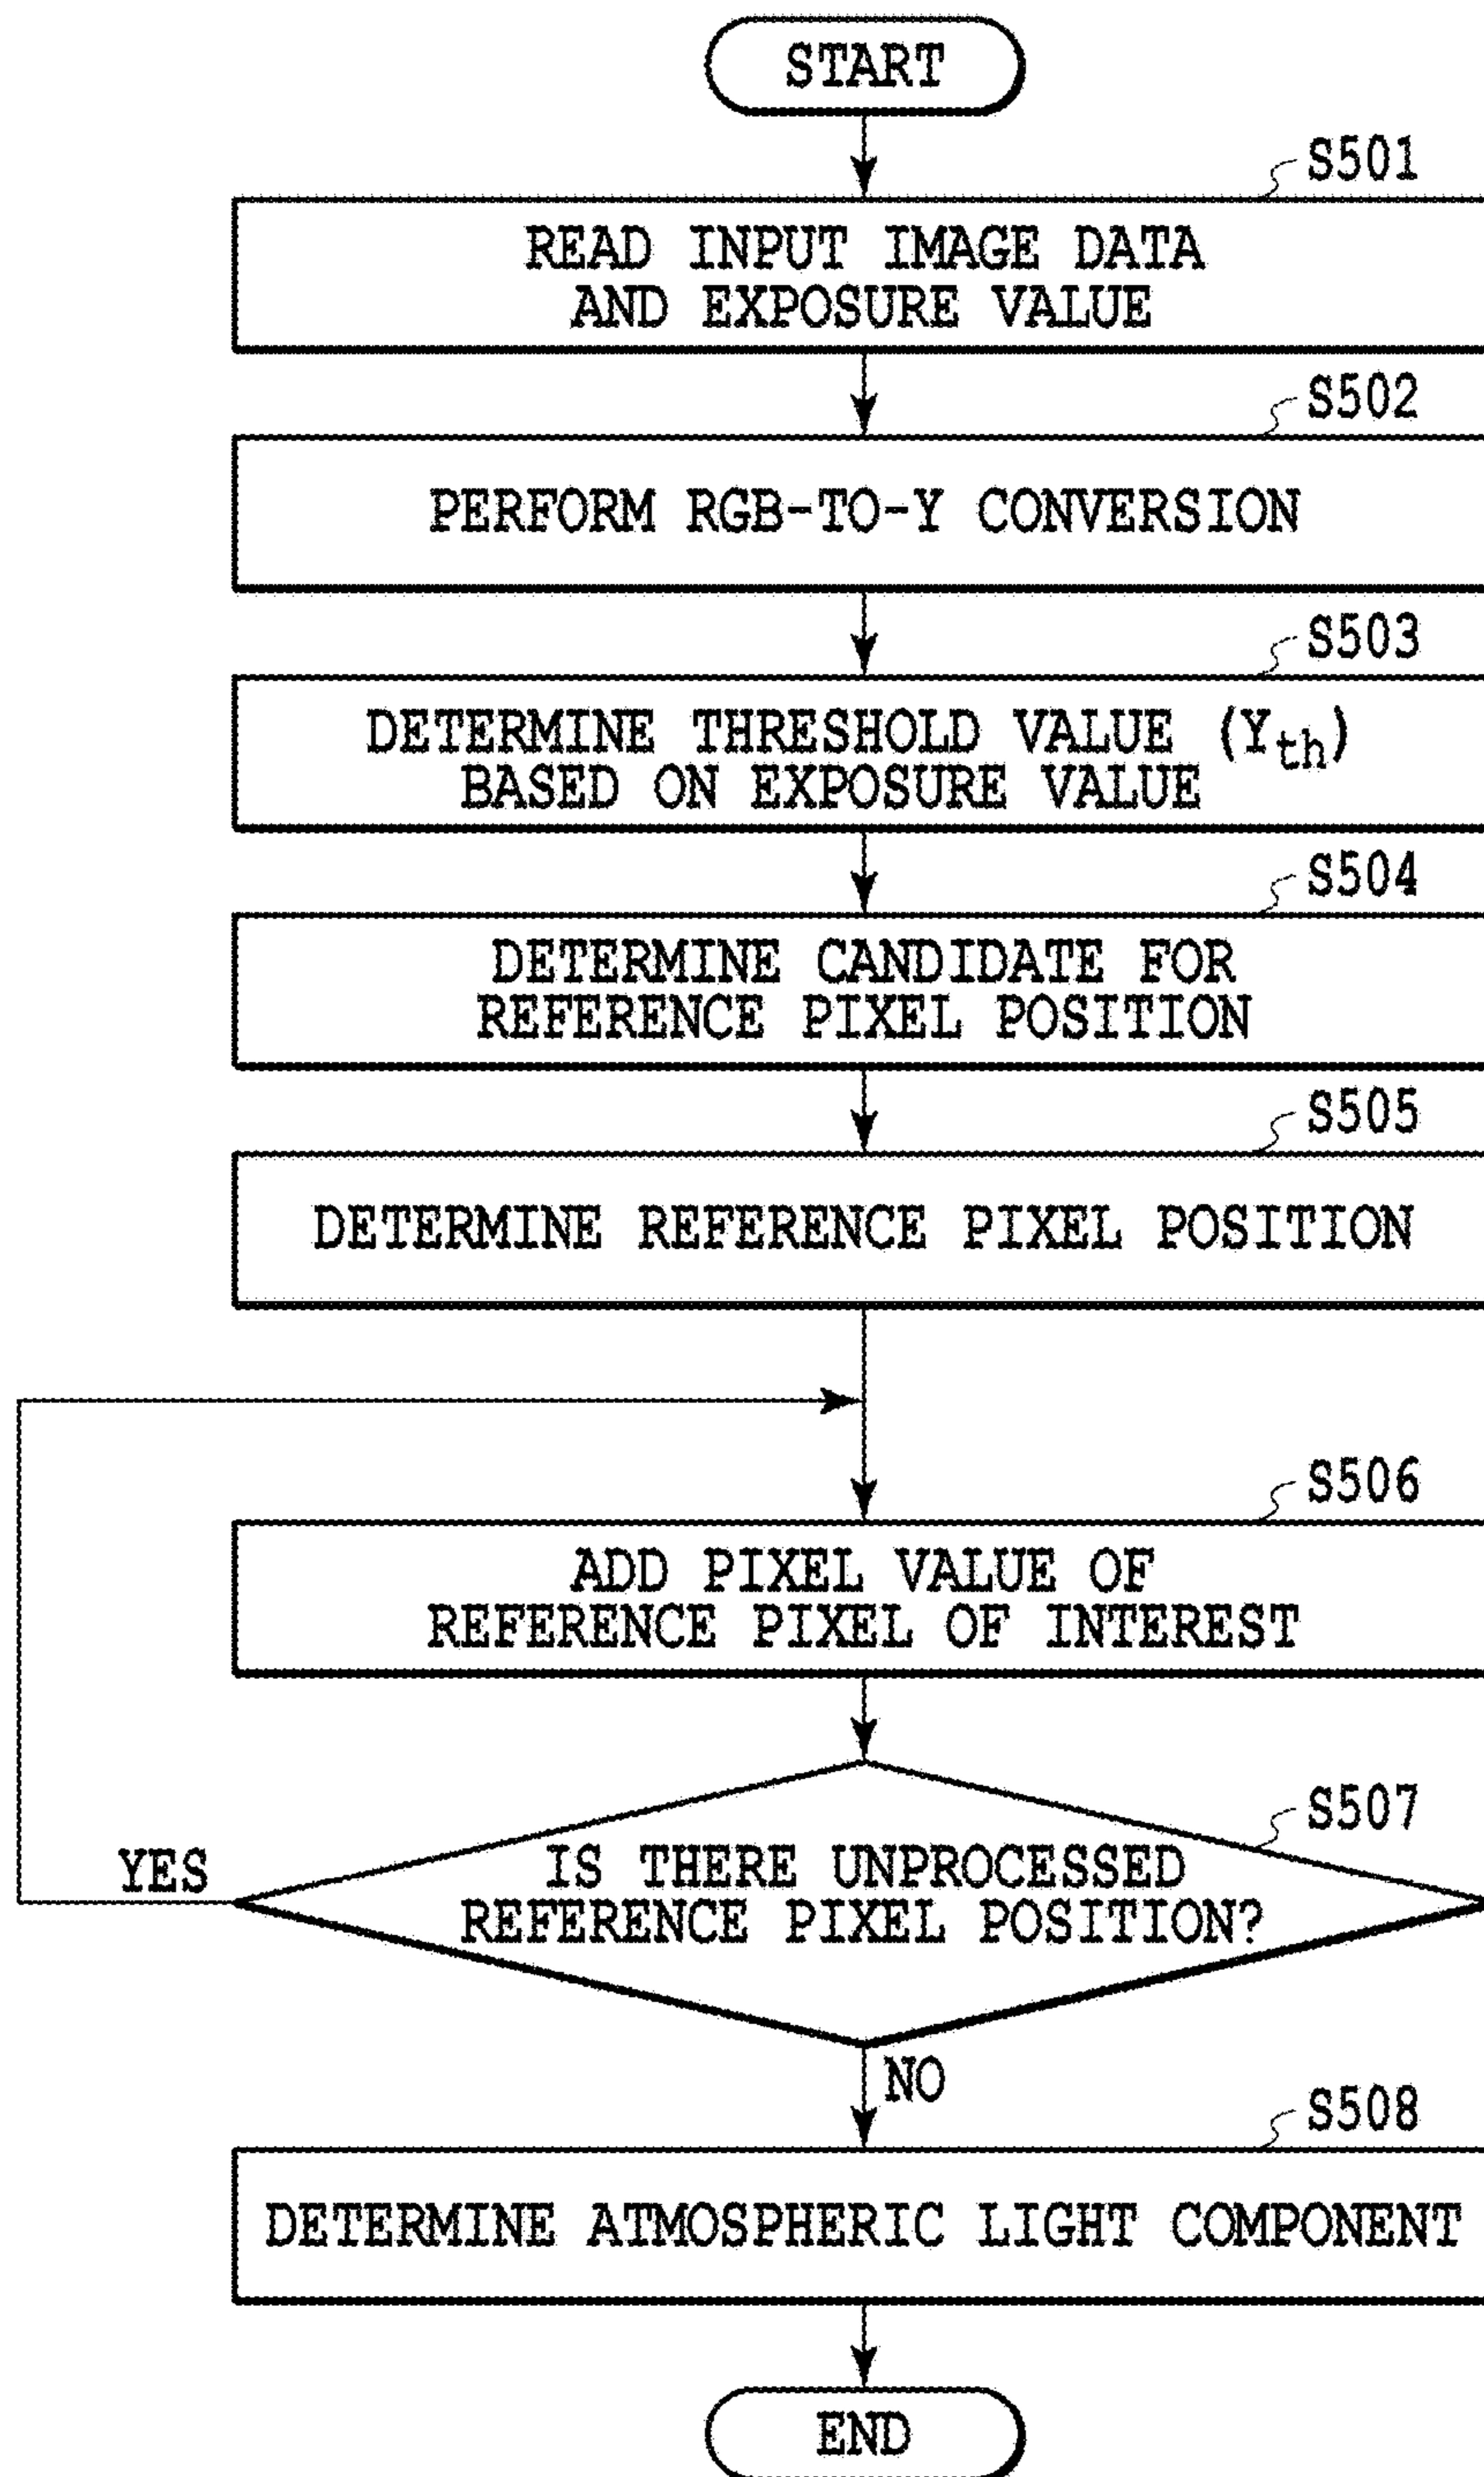 START
S501
READ INPUT IMAGE DATA
AND EXPOSURE VALUE
S502
PERFORM RGB-TO-Y CONVERSION
S503
DETERMINE THRESHOLD VALUE (Yth)
BASED ON EXPOSURE VALUE
S504
DETERMINE CANDIDATE FOR
REFERENCE PIXEL POSITION
S505
DETERMINE REFERENCE PIXEL POSITION
S506
ADD PIXEL VALUE OF
REFERENCE PIXEL OF INTEREST
S507
YES
IS THERE UNPROCESSED
REFERENCE PIXEL POSITION?
NO
S508
DETERMINE ATMOSPHERIC LIGHT COMPONENT
END